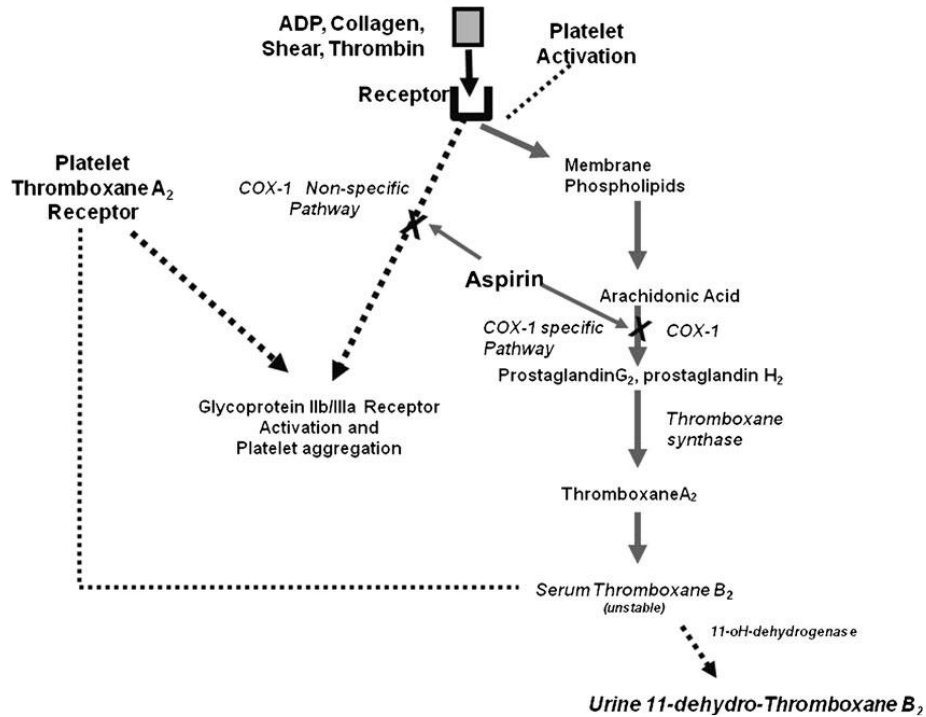 ADP, Collagen,
Shear, Thrombin
Platelet
Activation
Receptor
Platelet
Thromboxane A2
Receptor
COX-1 Non-specific
Pathway
Membrane
Phospholipids
X
Aspirin
Arachidonic Acid
COX-1 specific
Pathway
X
COX-1
ProstaglandinG2, prostaglandin H2
Glycoprotein IIb/IIIa Receptor
Activation and
Platelet aggregation
Thromboxane
synthase
ThromboxaneA2
Serum Thromboxane B2
(unstable)
11-oH-dehydrogenase
Urine 11-dehydro-Thromboxane B2